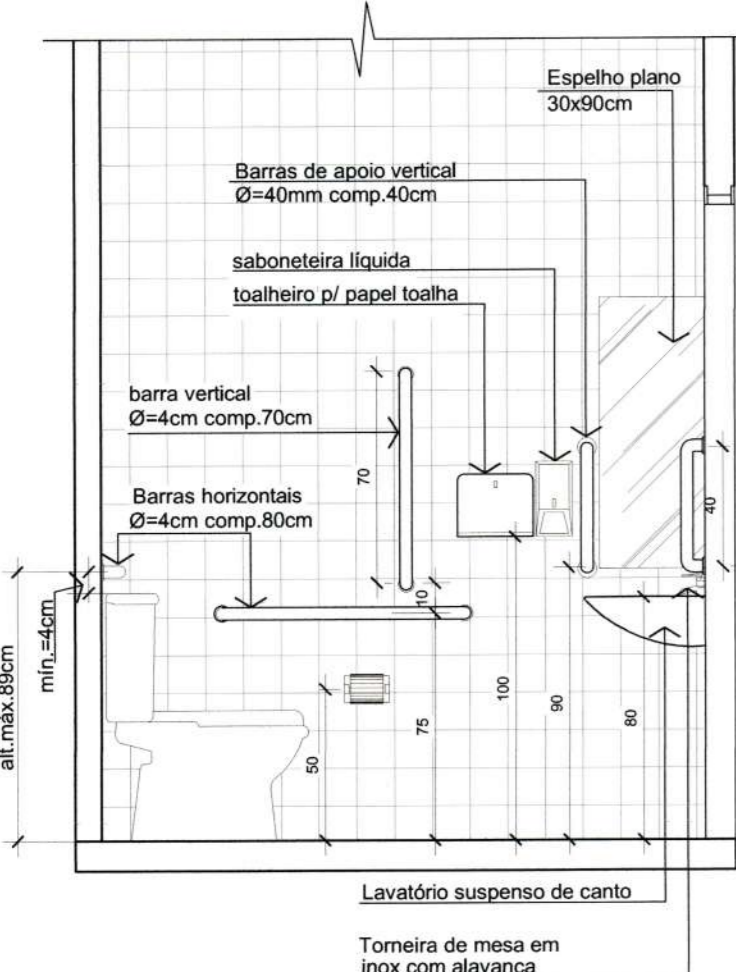 Espelho plano
30x90cm
Barras de apoio vertical
Ø=40mm comp.40cm
saboneteira líquida
toalheiro p/ papel toalha
barra vertical
Ø=4cm comp.70cm
70
40
Barras horizontais
Ø=4cm comp.80cm
10
mín.=4cm
alt.máx.89cm
100
90
80
75
50
Lavatório suspenso de canto
Torneira de mesa em
inox com alavanca